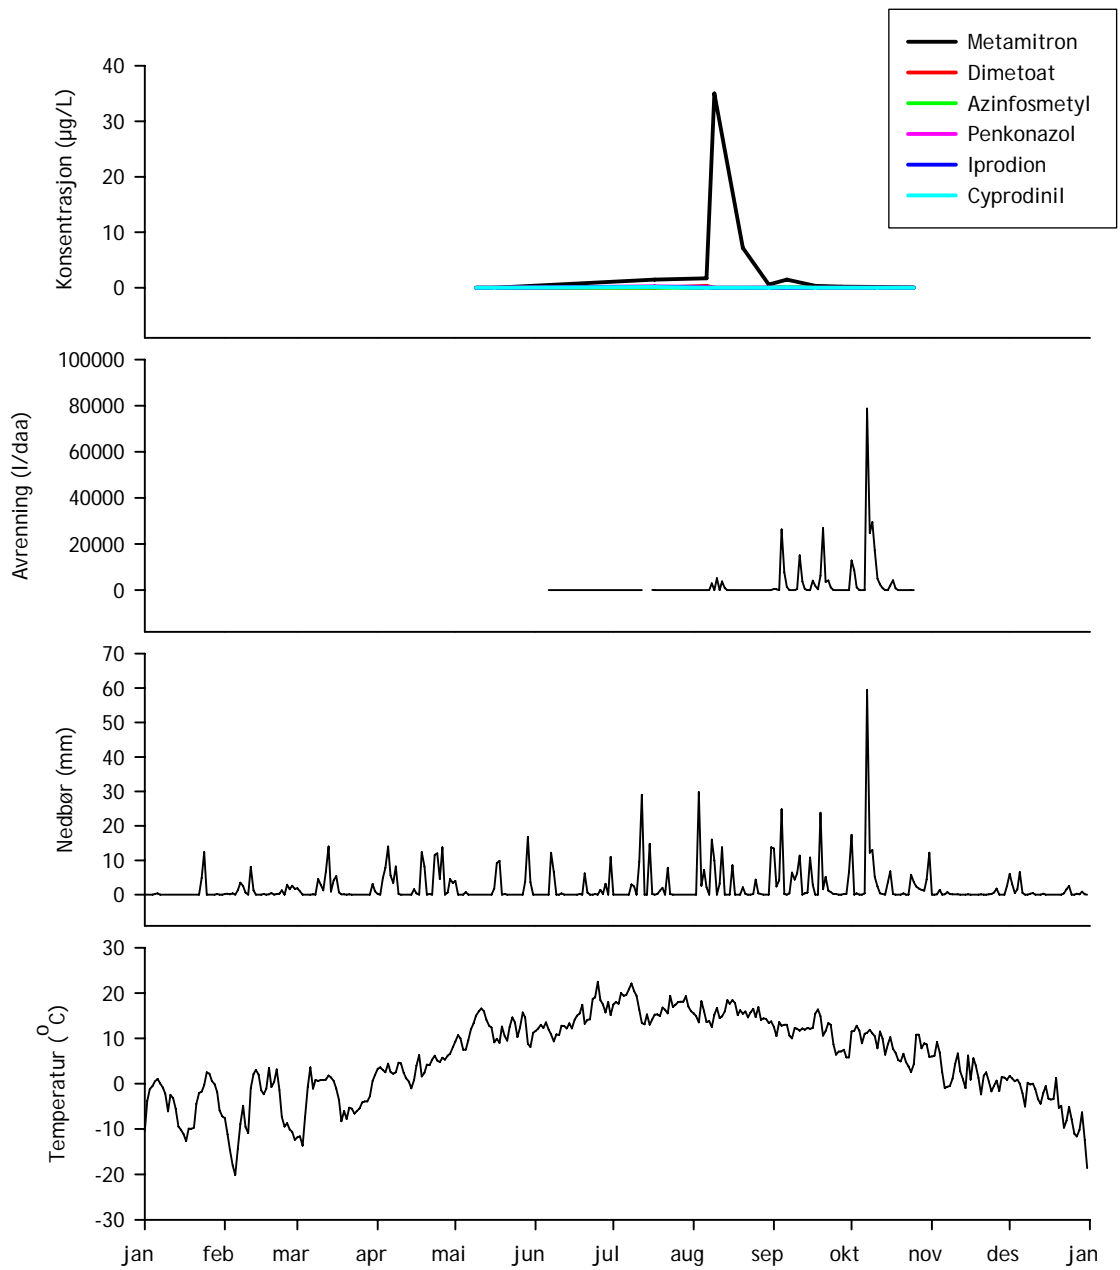 Metamitron
Dimetoat
Azinfosmetyl
Penkonazol
Iprodion
Cyprodinil
Konsentrasjon (µg/L)
40
30
20
10
0
Avrenning (l/daa)
100000
80000
60000
40000
20000
0
Nedbør (mm)
70
60
50
40
30
20
10
0
Temperatur (°C)
30
20
10
0
-10
-20
-30
jan feb mar apr mai jun jul aug sep okt nov des jan